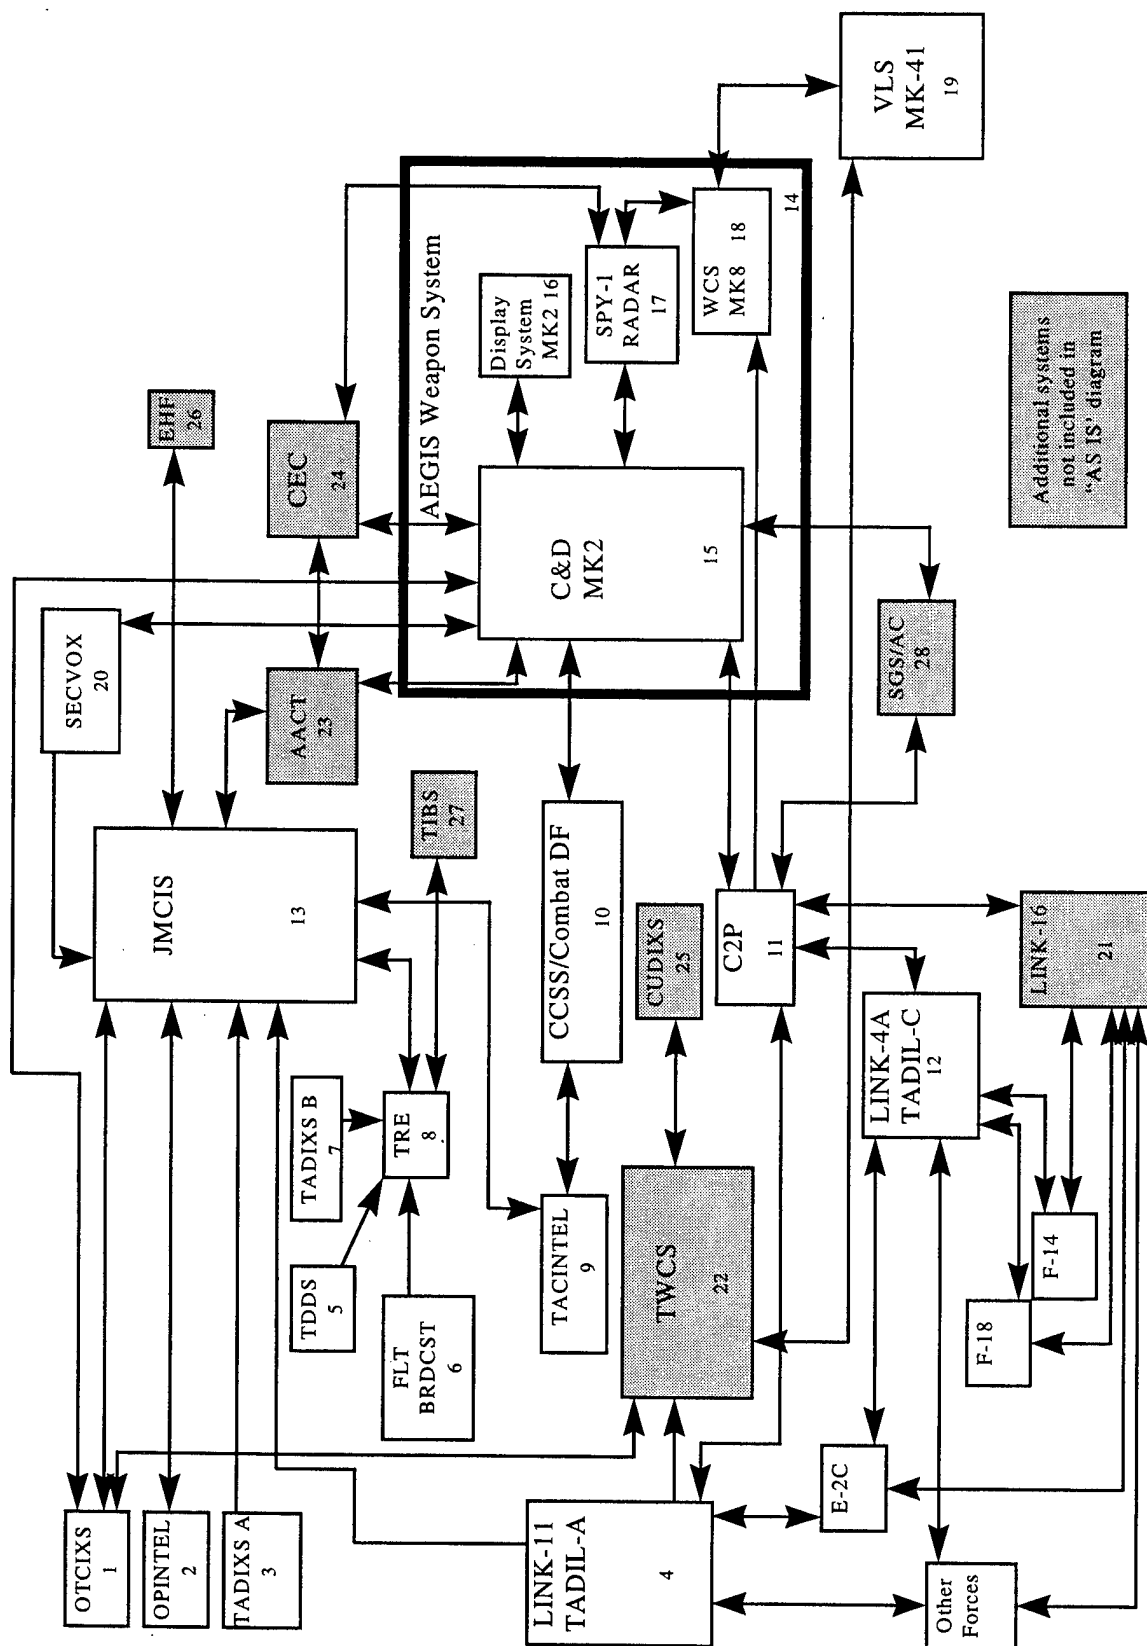 OTCIXS
1
OPINTEL
2
TADIXS A
3
LINK-11
TADIL-A
4
E-2C
Other
Forces
TDDS
5
FLT
BRDCST
6
TADIXS B
7
TRE
8
TACINTEL
9
TWCS
22
F-18
F-14
JMCIS
13
TIBS
27
CCSS/Combat DF
10
CUDIXS
25
C2P
11
LINK-4A
TADIL-C
12
LINK-16
21
SECVOX
20
AACT
23
CEC
24
EHF
26
SGS/AC
28
AEGIS Weapon System
C&D
MK2
15
Display
System
MK2 16
SPY-1
RADAR
17
WCS
MK8
18
14
VLS
MK-41
19
Additional systems
not included in
“AS IS’ diagram